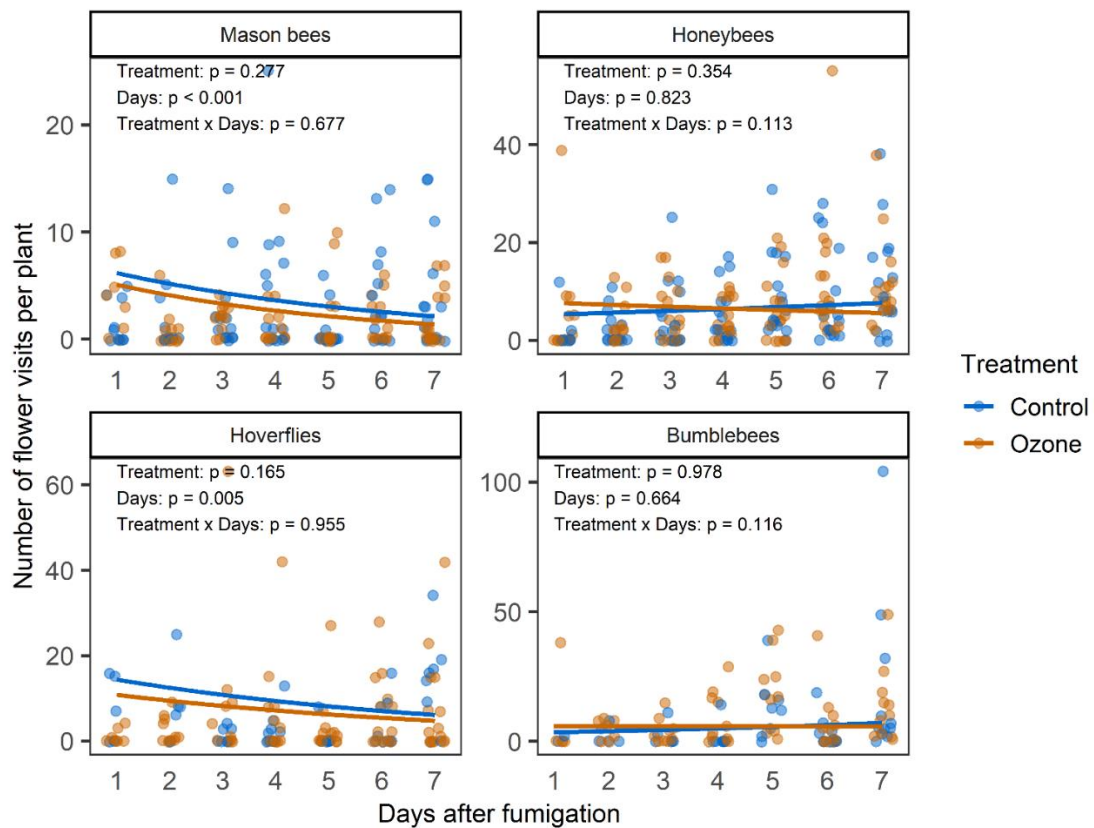 Mason bees
Treatment: p = 0.277
Days: p < 0.001
Treatment x Days: p = 0.677
20
10
0
1 2 3 4 5 6 7
Honeybees
Treatment: p = 0.354
Days: p = 0.823
Treatment x Days: p = 0.113
40
20
0
1 2 3 4 5 6 7
Hoverflies
Treatment: p = 0.165
Days: p = 0.005
Treatment x Days: p = 0.955
60
40
20
0
1 2 3 4 5 6 7
Bumblebees
Treatment: p = 0.978
Days: p = 0.664
Treatment x Days: p = 0.116
100
50
0
1 2 3 4 5 6 7
Number of flower visits per plant
Days after fumigation
Treatment
Control
Ozone